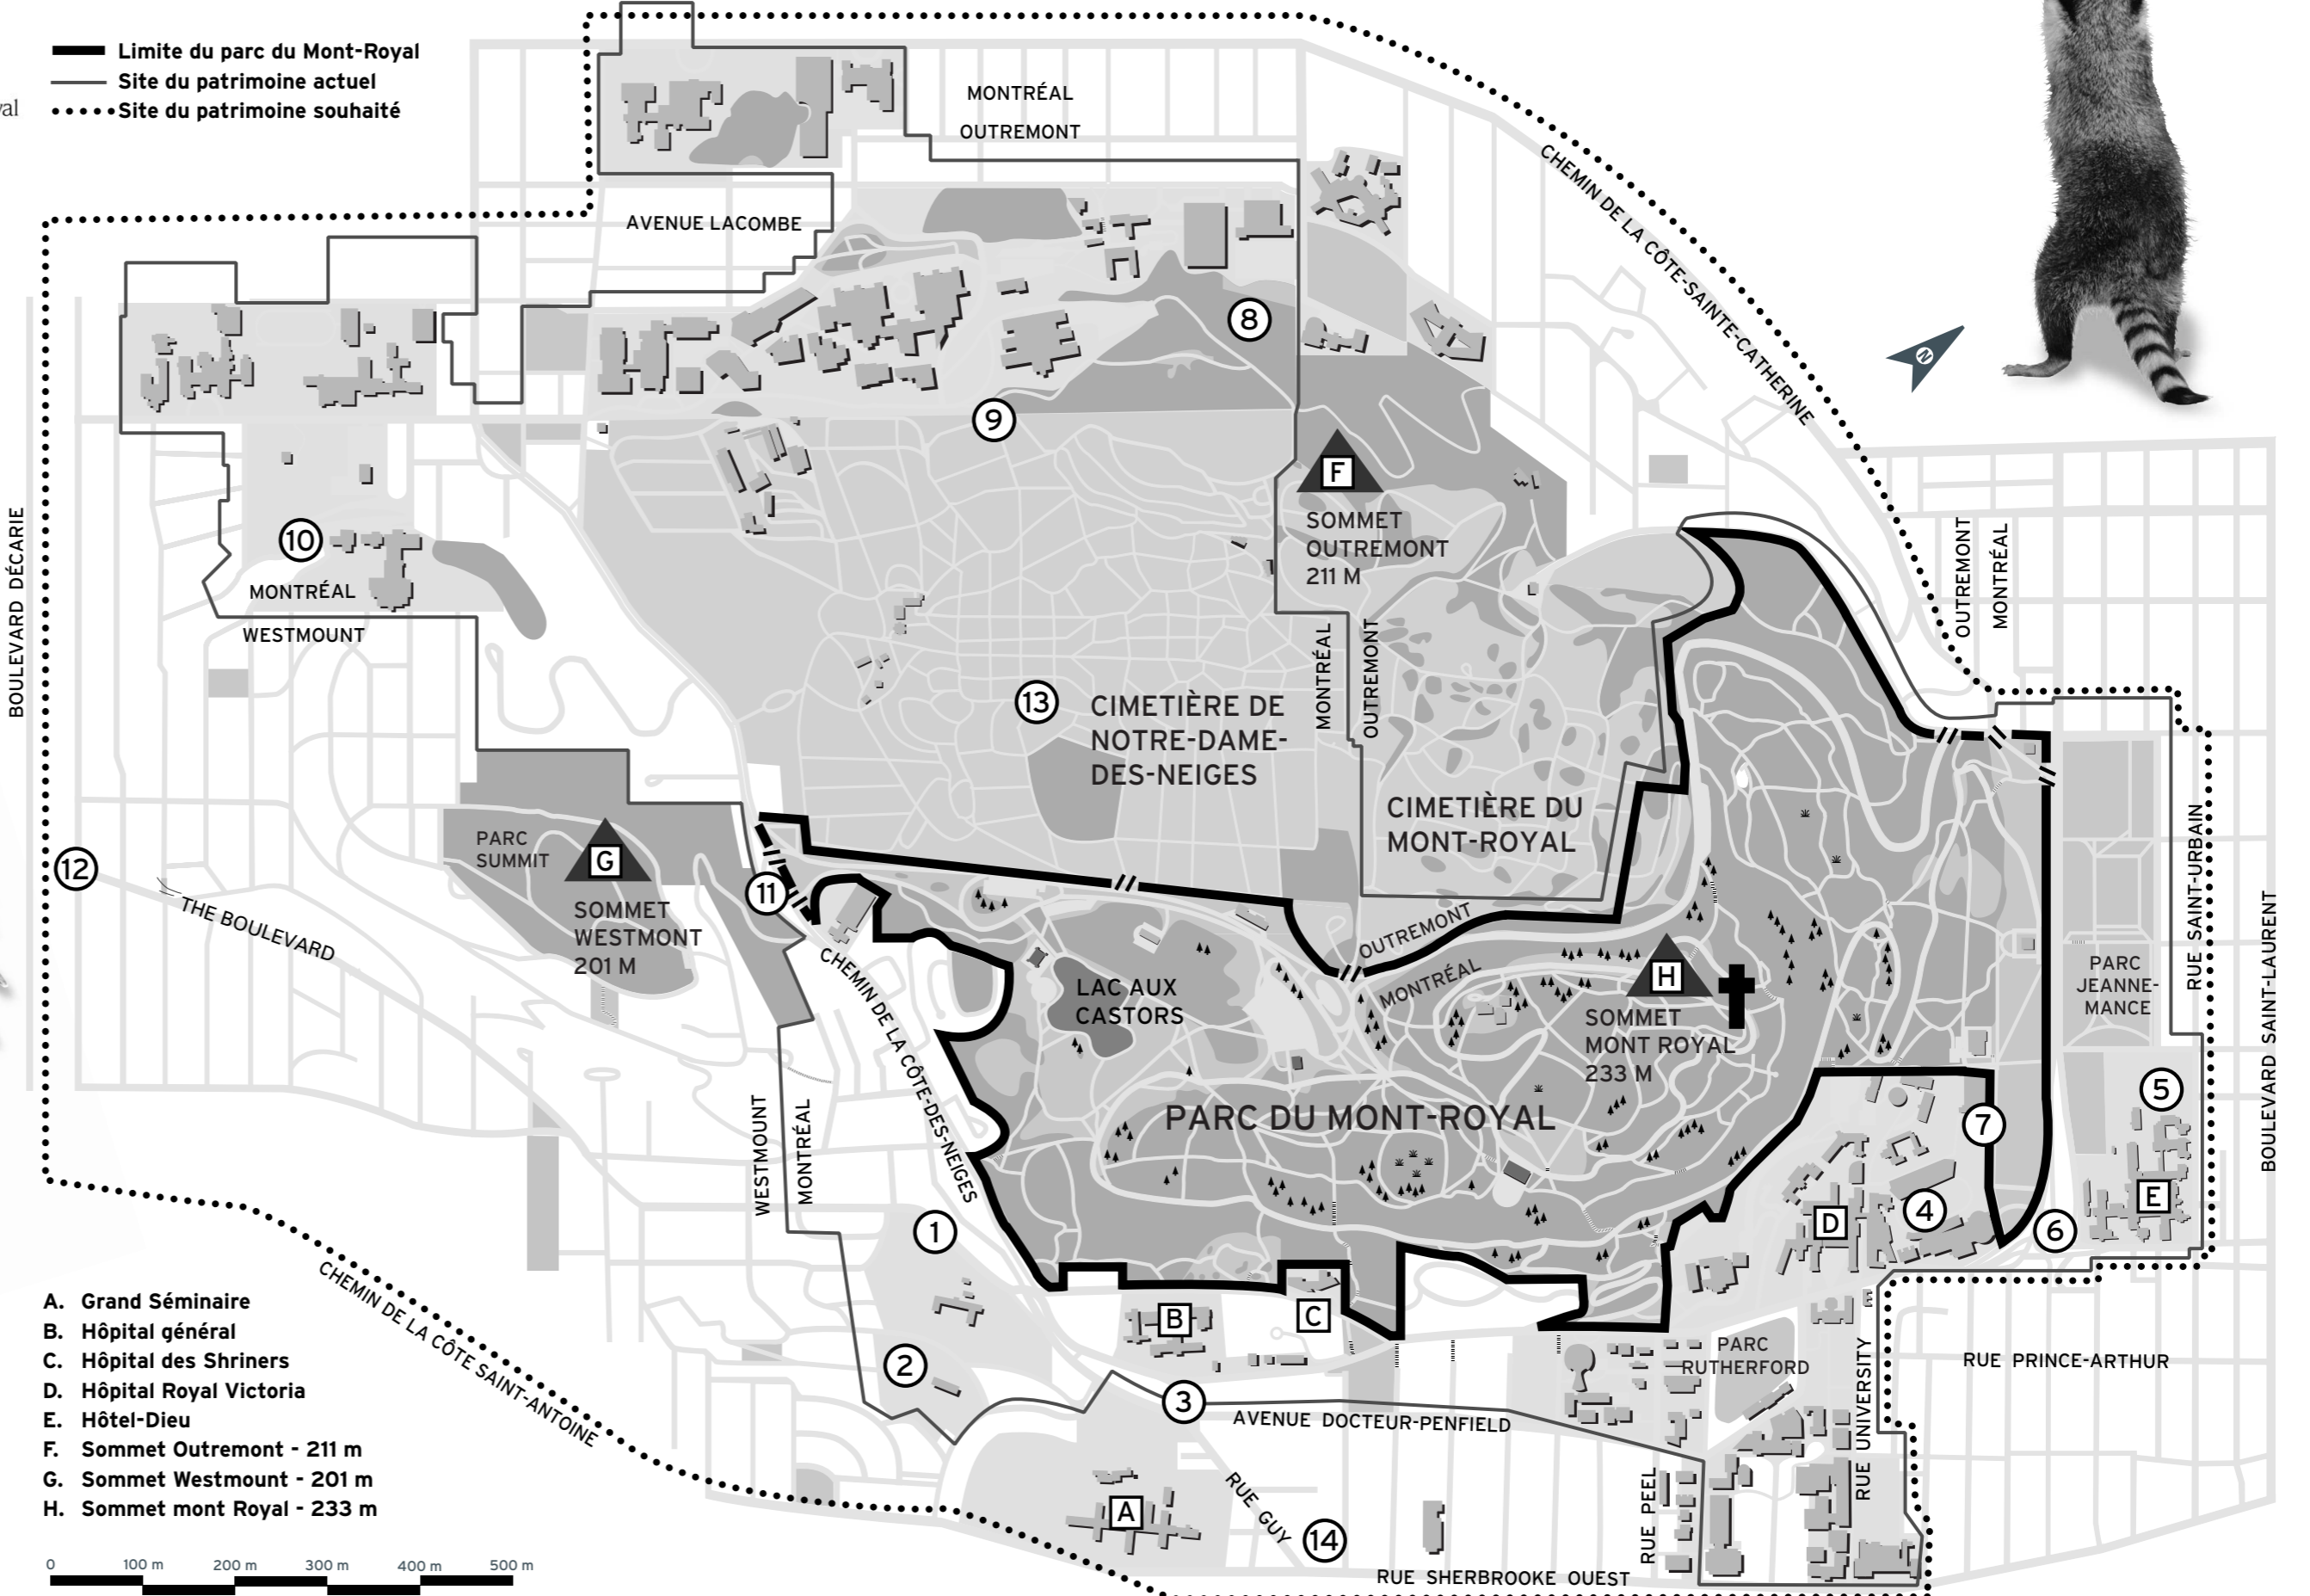 Limite du parc du Mont-Royal
Site du patrimoine actuel
Site du patrimoine souhaité
MONTRÉAL
OUTREMONT
CHEMIN DE LA CÔTE-SAINTE-CATHERINE
AVENUE LACOMBE
8
N
9
F
SOMMET
OUTREMONT
211 M
BOULEVARD DÉCARIE
10
MONTRÉAL
WESTMOUNT
OUTREMONT
MONTRÉAL
MONTRÉAL
OUTREMONT
13
CIMETIÈRE DE
NOTRE-DAME-
DES-NEIGES
CIMETIÈRE DU
MONT-ROYAL
PARC
SUMMIT
G
SOMMET
WESTMONT
201 M
12
THE BOULEVARD
11
CHEMIN DE LA CÔTE-DES-NEIGES
OUTREMONT
MONTRÉAL
LAC AUX
CASTORS
H
SOMMET
MONT ROYAL
233 M
PARC
JEANNE-
MANCE
RUE SAINT-URBAIN
BOULEVARD SAINT-LAURENT
PARC DU MONT-ROYAL
WESTMOUNT
MONTRÉAL
5
7
E
4
D
6
1
CHEMIN DE LA CÔTE SAINT-ANTOINE
B
C
2
3
AVENUE DOCTEUR-PENFIELD
PARC
RUTHERFORD
RUE UNIVERSITY
RUE PRINCE-ARTHUR
A
RUE GUY
14
RUE PEEL
RUE SHERBROOKE OUEST
A. Grand Séminaire
B. Hôpital général
C. Hôpital des Shriners
D. Hôpital Royal Victoria
E. Hôtel-Dieu
F. Sommet Outremont - 211 m
G. Sommet Westmount - 201 m
H. Sommet mont Royal - 233 m
0 100 m 200 m 300 m 400 m 500 m